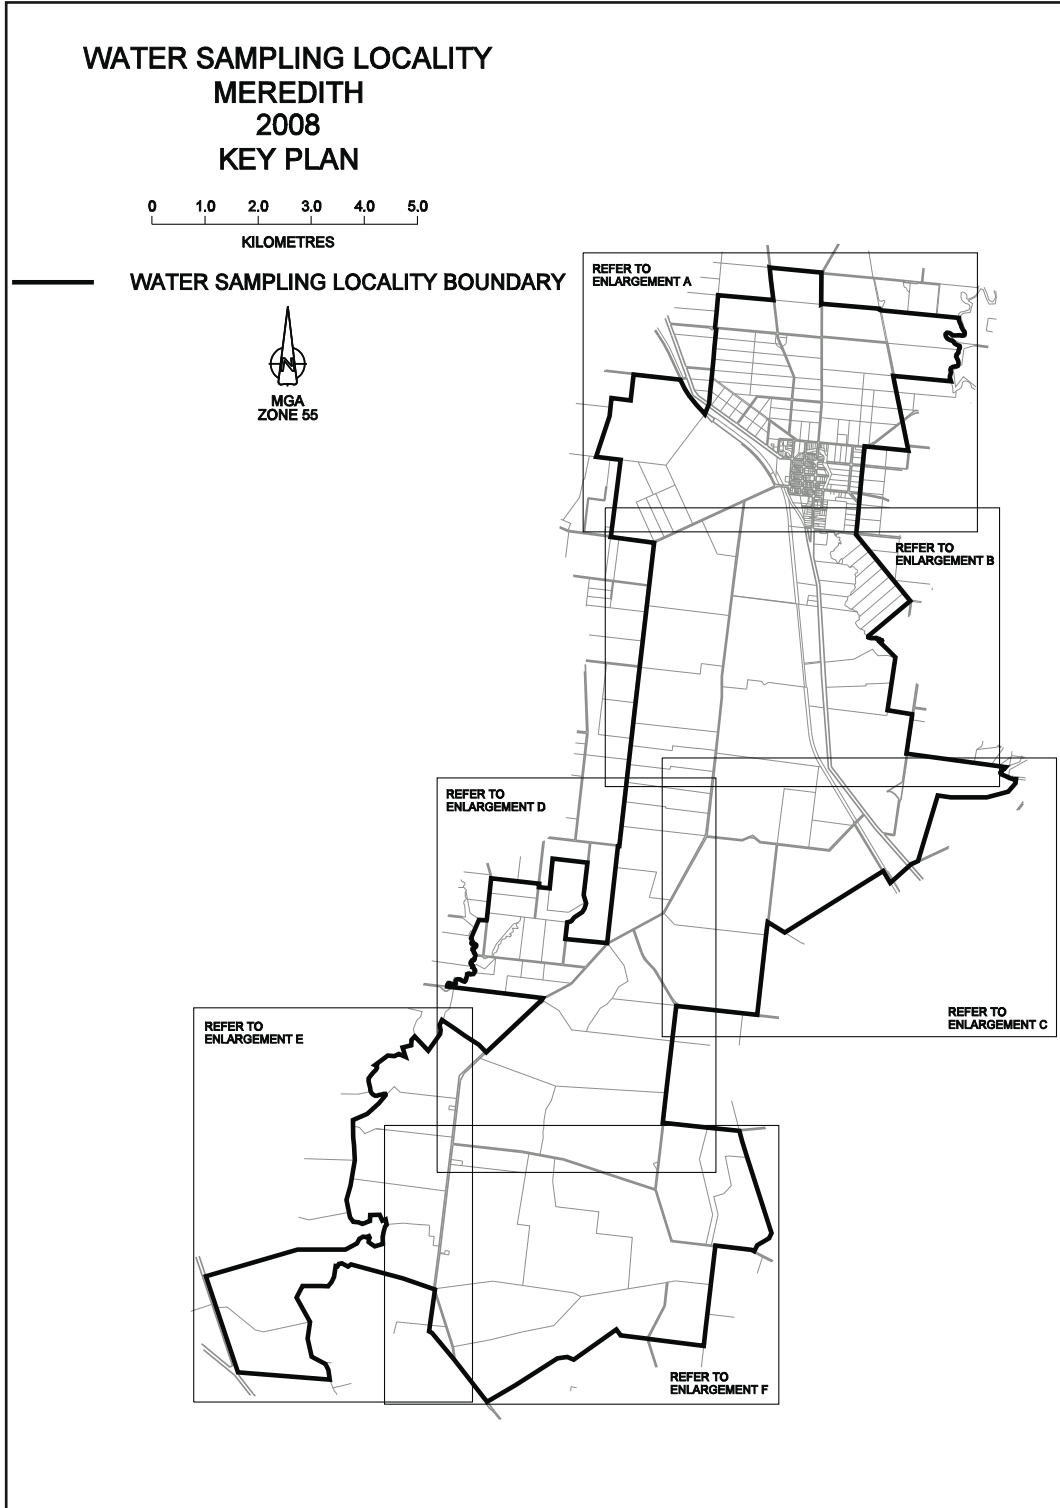 WATER SAMPLING LOCALITY
MEREDITH
2008
KEY PLAN
0 1.0 2.0 3.0 4.0 5.0
KILOMETRES
WATER SAMPLING LOCALITY BOUNDARY
N
MGA
ZONE 55
REFER TO
ENLARGEMENT A
REFER TO
ENLARGEMENT B
REFER TO
ENLARGEMENT D
REFER TO
ENLARGEMENT C
REFER TO
ENLARGEMENT E
REFER TO
ENLARGEMENT F